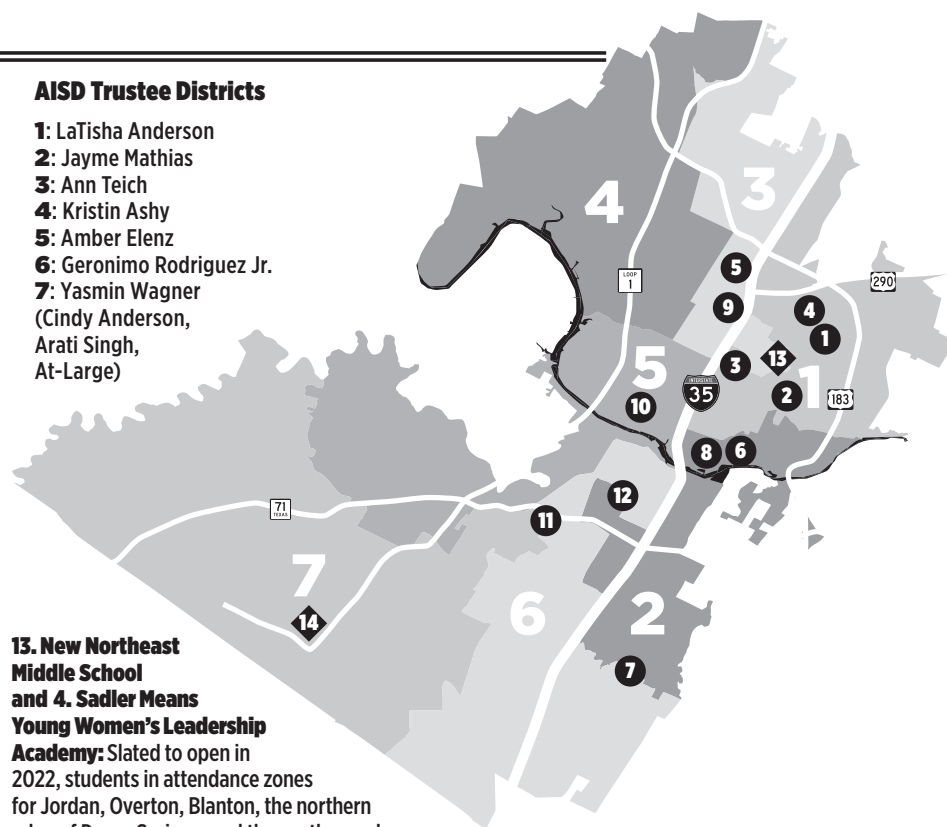 AISD Trustee Districts
1: LaTisha Anderson
2: Jayme Mathias
3: Ann Teich
4: Kristin Ashy
5: Amber Elenz
6: Geronimo Rodriguez Jr.
7: Yasmin Wagner
(Cindy Anderson,
Arati Singh,
At-Large)
4
3
5
LOOP
1
290
9
4
1
5
3
13
1
INTERSTATE
35
2
183
10
8
6
12
71
TEXAS
11
7
14
6
2
7
13. New Northeast
Middle School
and 4. Sadler Means
Young Women's Leadership
Academy: Slated to open in
2022, students in attendance zones
for Jordan, Overton, Blanton, the northern